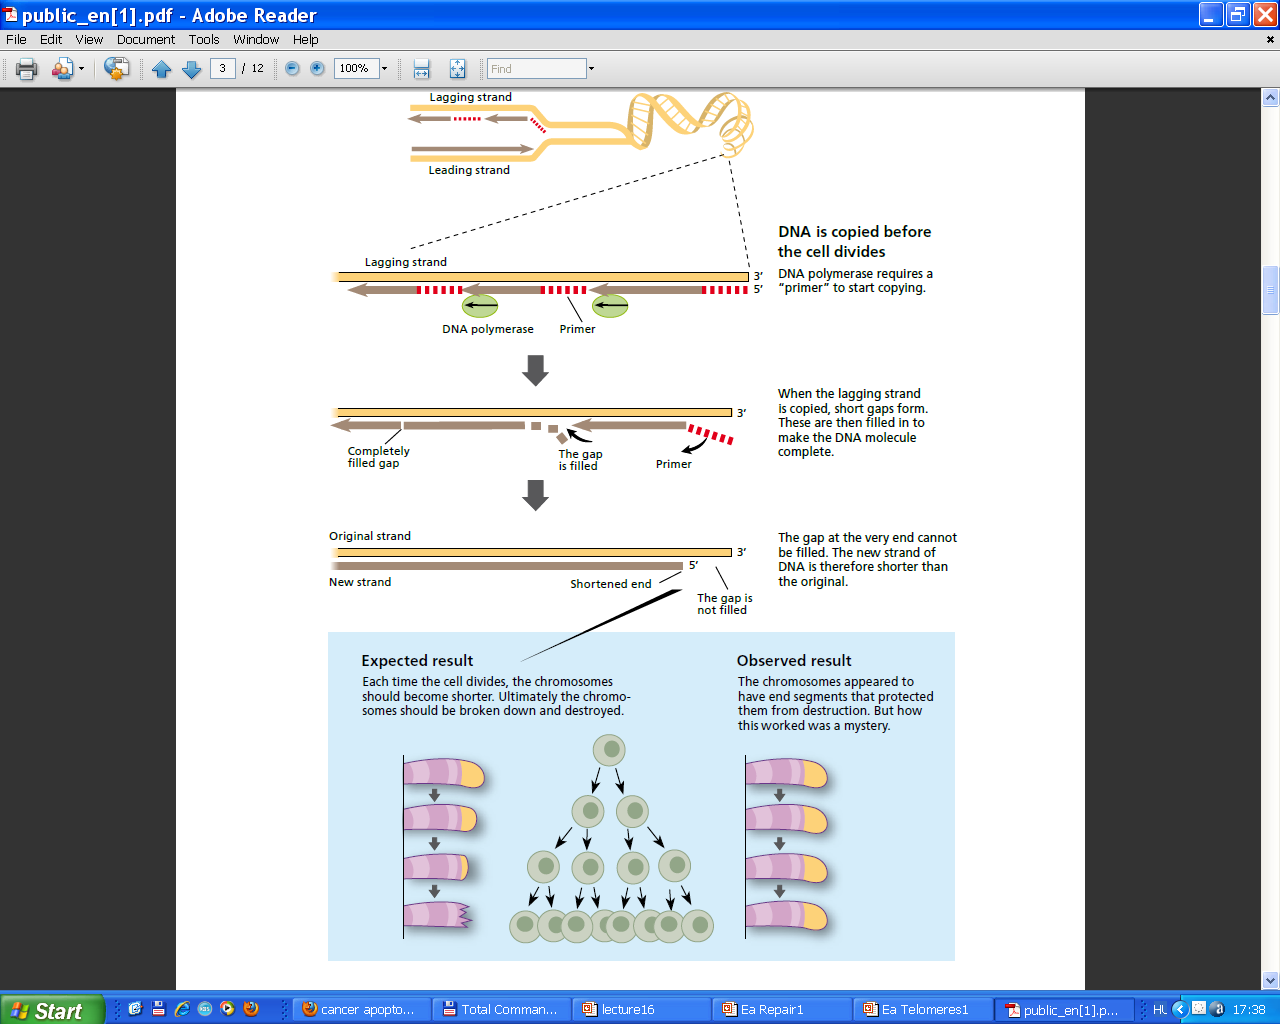 public_en[1].pdf - Adobe Reader
File Edit View Document Tools Window Help
3 / 12 100% Find
Lagging strand
Leading strand
DNA is copied before
the cell divides
DNA polymerase requires a
“primer” to start copying.
Lagging strand
3’
5’
DNA polymerase Primer
When the lagging strand
is copied, short gaps form.
These are then filled in to
make the DNA molecule
complete.
3’
Completely
filled gap
The gap
is filled
Primer
Original strand
3’
5’
New strand
Shortened end
The gap is
not filled
The gap at the very end cannot
be filled. The new strand of
DNA is therefore shorter than
the original.
Expected result
Each time the cell divides, the chromosomes
should become shorter. Ultimately the chromo-
somes should be broken down and destroyed.
Observed result
The chromosomes appeared to
have end segments that protected
them from destruction. But how
this worked was a mystery.
Start cancer apopto... Total Comman... lecture16 Ea Repair1 Ea Telomeres1 public_en[1].p... 17:38